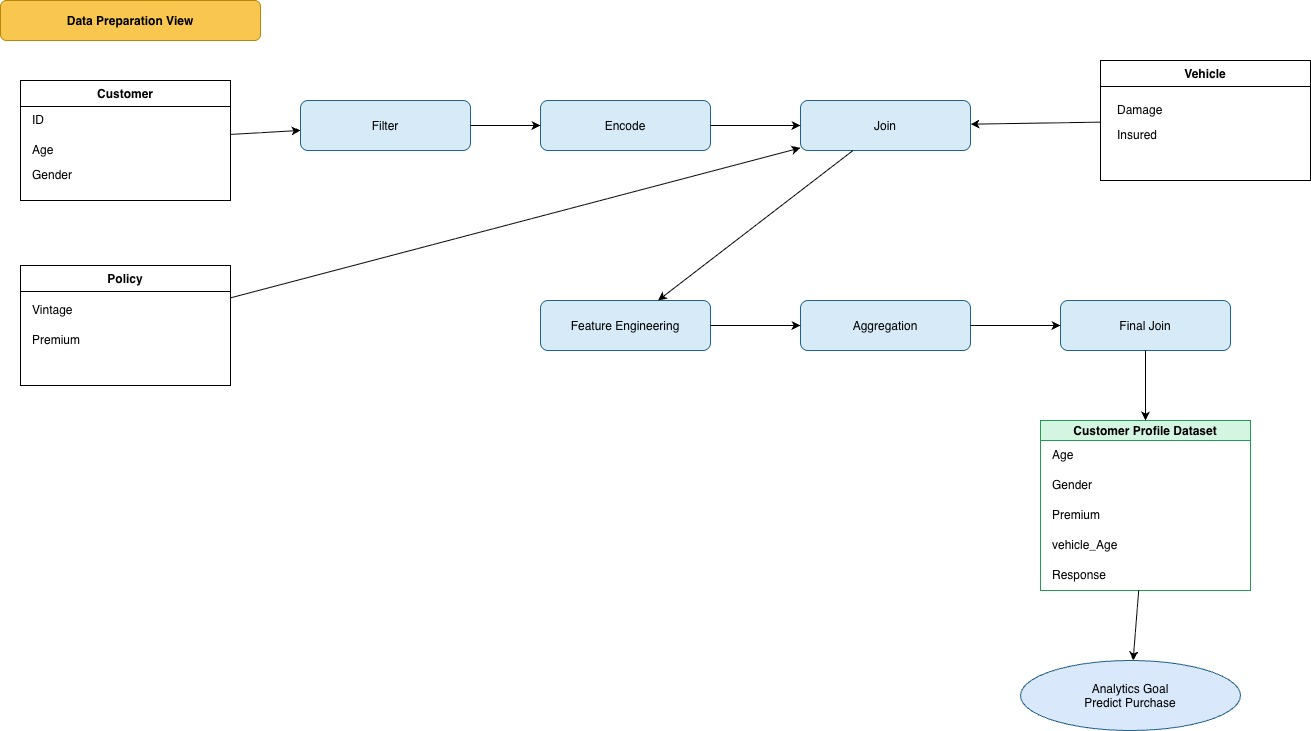 Data Preparation View
Customer
ID
Age
Gender
Filter
Encode
Join
Vehicle
Damage
Insured
Policy
Vintage
Premium
Feature Engineering
Aggregation
Final Join
Customer Profile Dataset
Age
Gender
Premium
vehicle_Age
Response
Analytics Goal
Predict Purchase